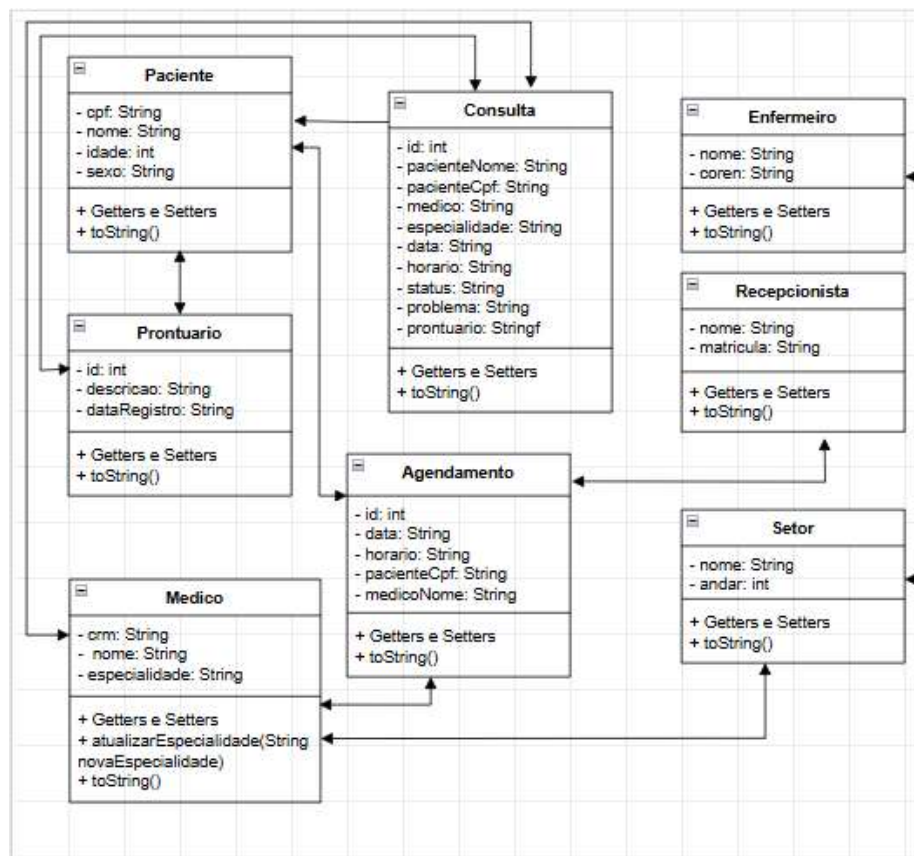 Paciente
- cpf: String
- nome: String
- idade: int
- sexo: String
+ Getters e Setters
+ toString()
Consulta
- id: int
- pacienteNome: String
- pacienteCpf: String
- medico: String
- especialidade: String
- data: String
- horario: String
- status: String
- problema: String
- prontuario: Stringf
+ Getters e Setters
+ toString()
Enfermeiro
- nome: String
- coren: String
+ Getters e Setters
+ toString()
Recepcionista
- nome: String
- matricula: String
+ Getters e Setters
+ toString()
Prontuario
- id: int
- descricao: String
- dataRegistro: String
+ Getters e Setters
+ toString()
Agendamento
- id: int
- data: String
- horario: String
- pacienteCpf: String
- medicoNome: String
+ Getters e Setters
+ toString()
Setor
- nome: String
- andar: int
+ Getters e Setters
+ toString()
Medico
- crm: String
- nome: String
- especialidade: String
+ Getters e Setters
+ atualizarEspecialidade(String
novaEspecialidade)
+ toString()